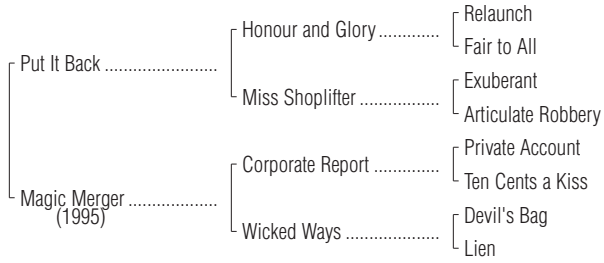 Relaunch
Honour and Glory .............
Fair to All
Put It Back ........................
Exuberant
Miss Shoplifter .................
Articulate Robbery
Private Account
Corporate Report ..............
Ten Cents a Kiss
Magic Merger ...................
(1995)
Devil's Bag
Wicked Ways ....................
Lien